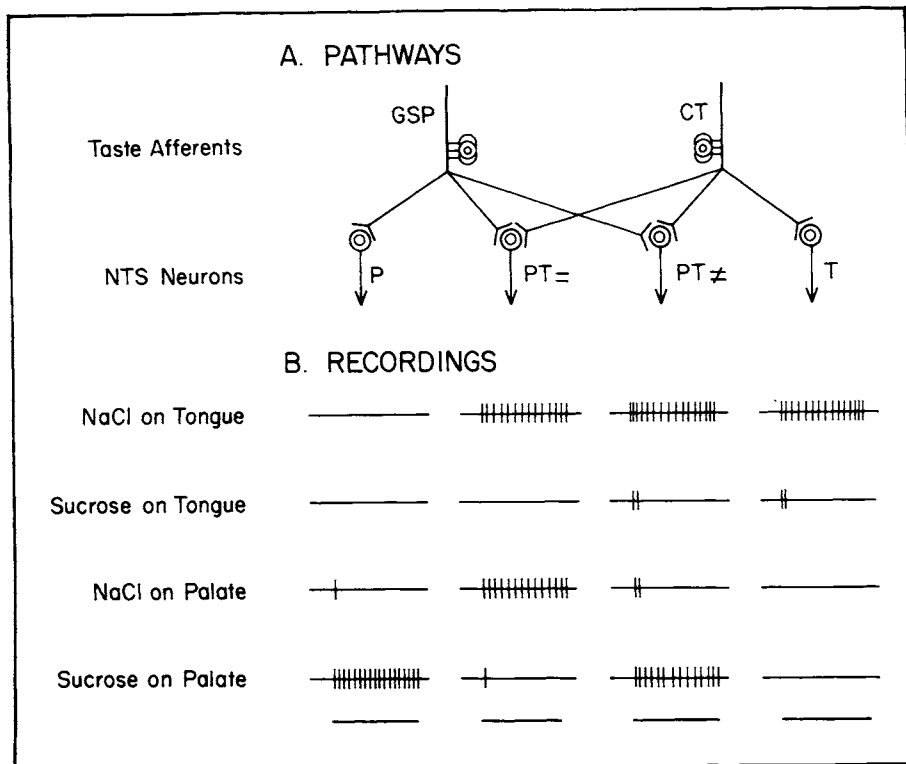 A. PATHWAYS
GSP
CT
Taste Afferents
NTS Neurons
P
PT =
PT ≠
T
B. RECORDINGS
NaCl on Tongue
Sucrose on Tongue
NaCl on Palate
Sucrose on Palate